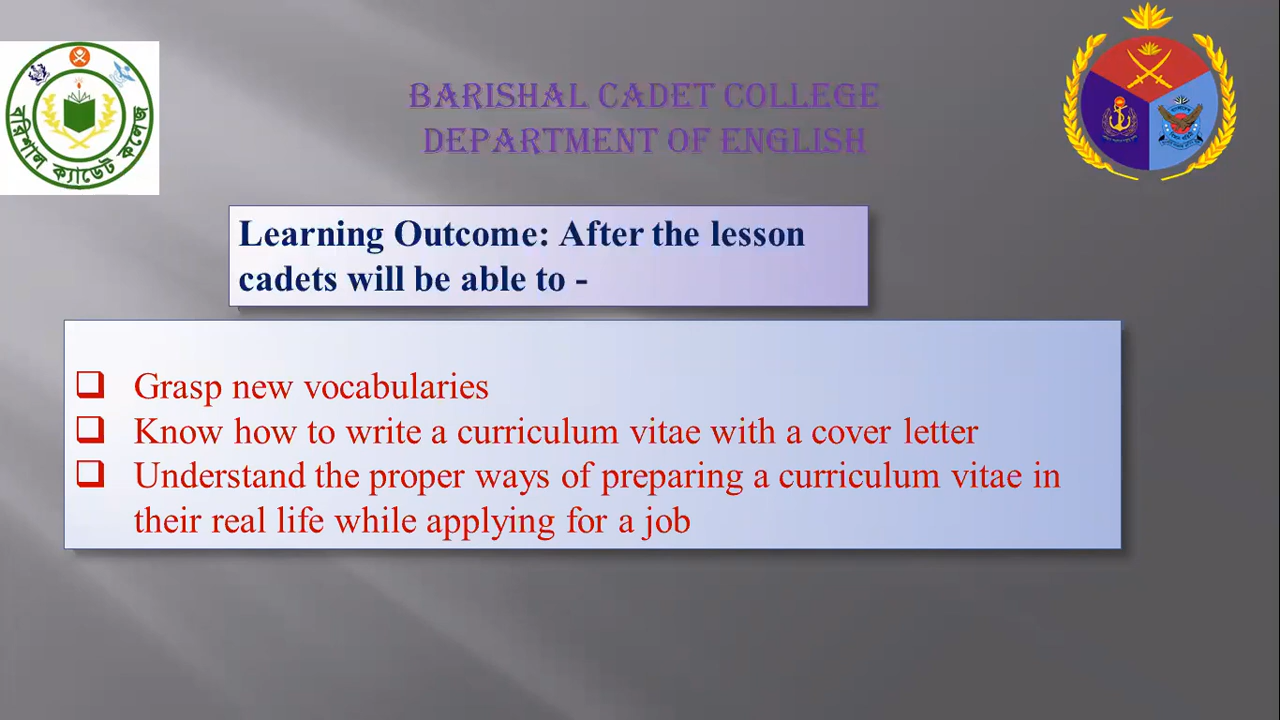 বরিশাল ক্যাডেট কলেজ
BARISHAL CADET COLLEGE
DEPARTMENT OF ENGLISH
Learning Outcome: After the lesson
cadets will be able to -
Grasp new vocabularies
Know how to write a curriculum vitae with a cover letter
Understand the proper ways of preparing a curriculum vitae in
their real life while applying for a job